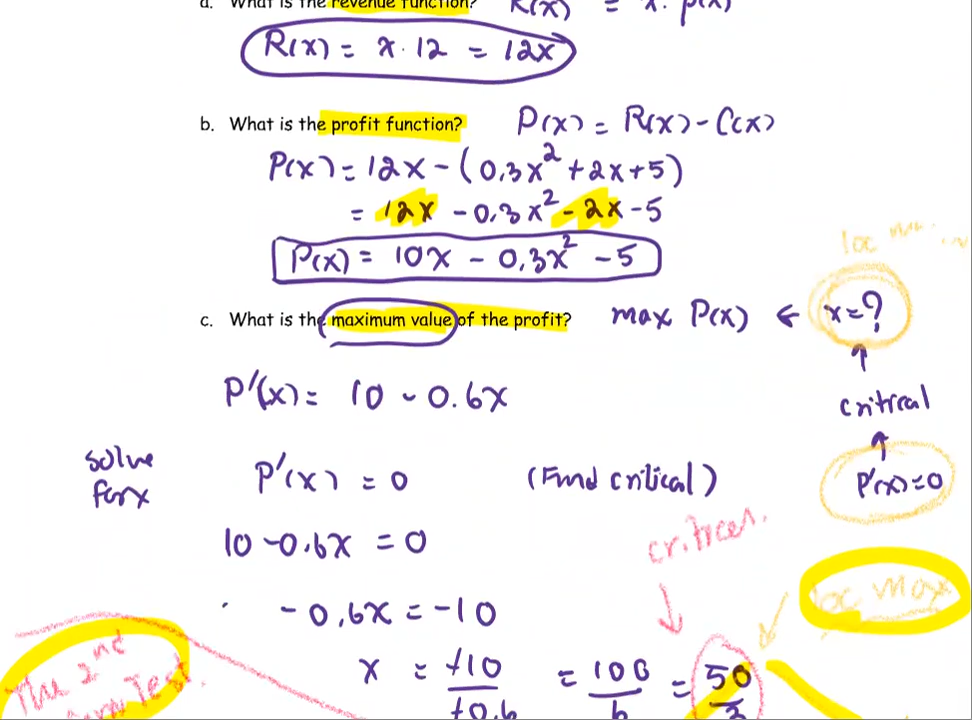 a. What is the revenue function? R(x) = x. p(x)
R(x) = x · 12 = 12x
b. What is the profit function? P(x) = R(x) - C(x)
P(x) = 12x - (0.3x² + 2x + 5)
= 12x - 0.3x² - 2x - 5
P(x) = 10x - 0.3x² - 5
loc
c. What is the maximum value of the profit? max P(x) ← x = ?
↑
P'(x) = 10 - 0.6x
critical
↑
solve
for x
P'(x) = 0 (Find critical) P'(x) = 0
critical.
10 - 0.6x = 0
↓
loc max
- 0.6x = -10
The 2nd
Test.
x = +10/+0.6 = 100/6 = 50/3